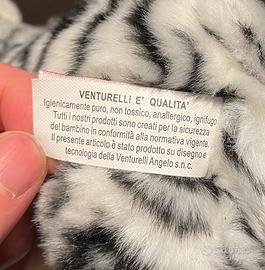 VENTURELLI E' QUALITA'
Igienicamente puro, non tossico, anallergico, ignifugo
Tutti i nostri prodotti sono creati per la sicurezza
del bambino in conformità alla normativa vigente.
Il presente articolo è stato prodotto su disegno e
tecnologia della Venturelli Angelo s.n.c.